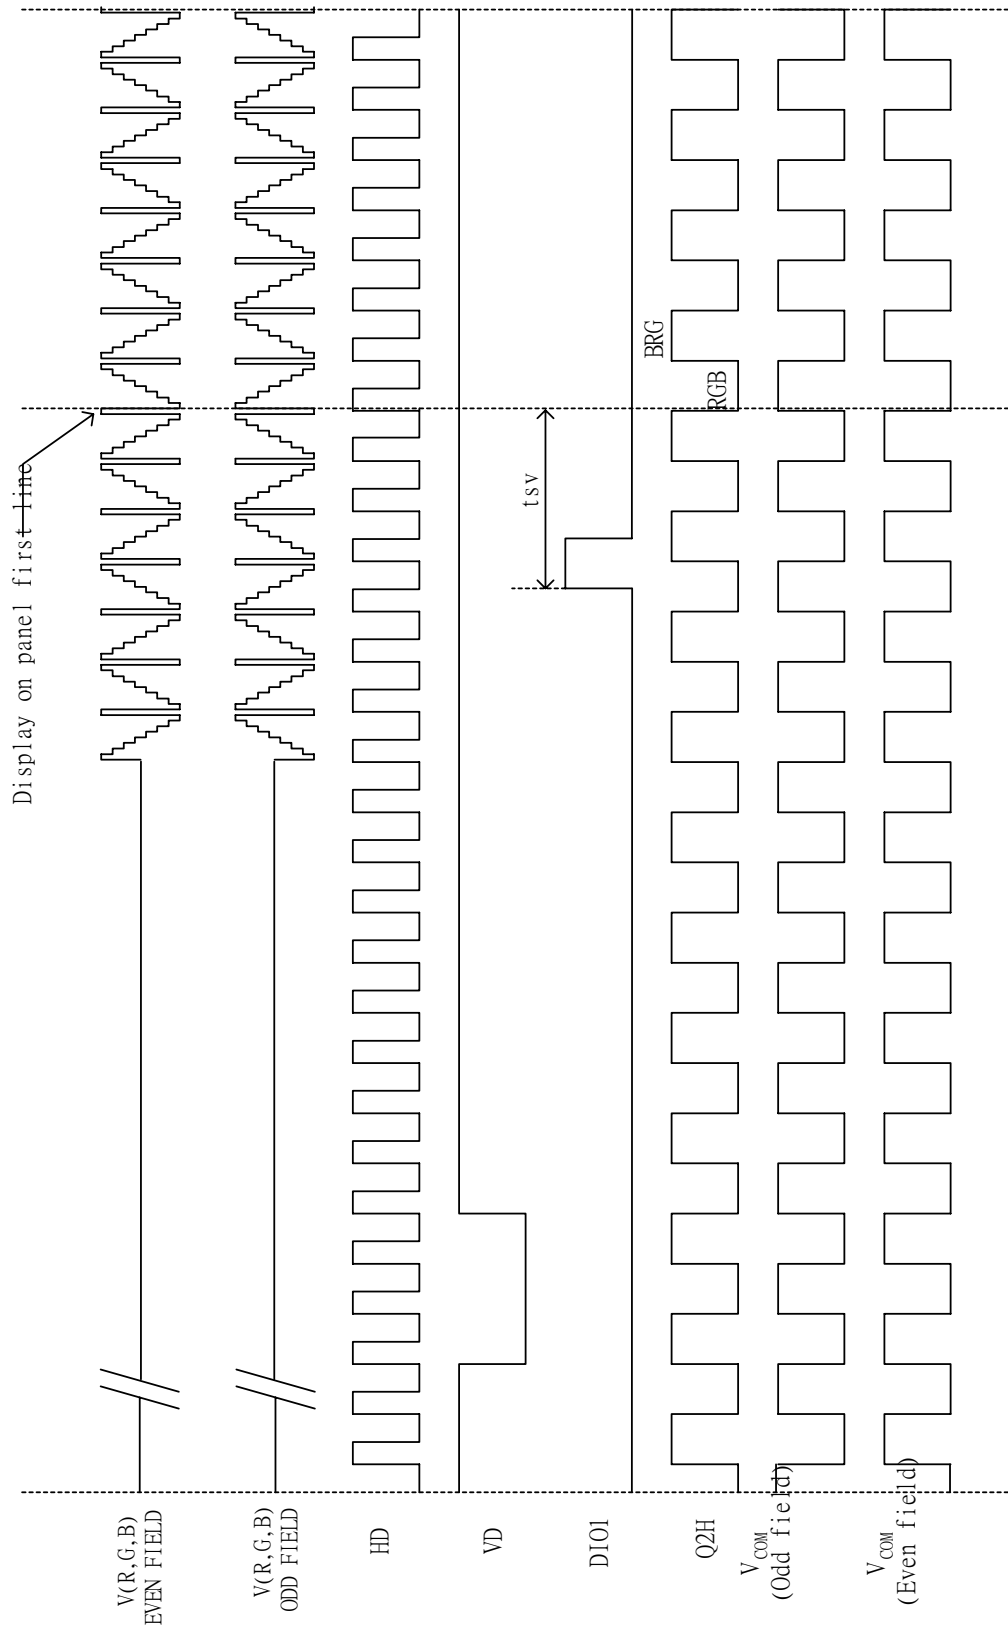 Display on panel first line
V(R,G,B)
EVEN FIELD
V(R,G,B)
ODD FIELD
HD
VD
tsv
DIO1
BRG
RGB
Q2H
VCOM
(Odd field)
VCOM
(Even field)